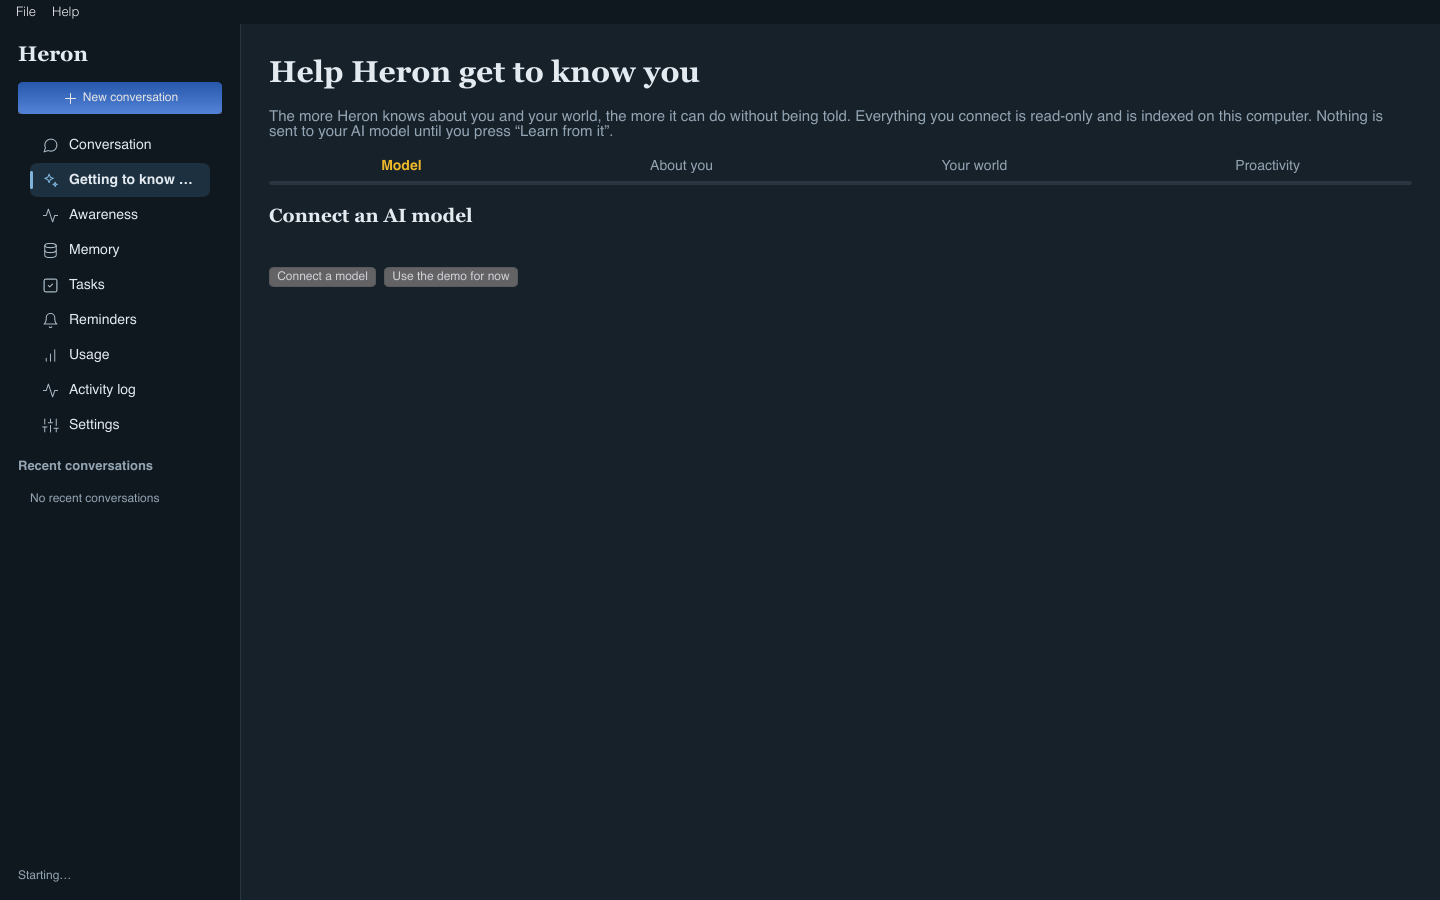 File Help
Heron
New conversation
Conversation
Getting to know ...
Awareness
Memory
Tasks
Reminders
Usage
Activity log
Settings
Recent conversations
No recent conversations
Starting...
Help Heron get to know you
The more Heron knows about you and your world, the more it can do without being told. Everything you connect is read-only and is indexed on this computer. Nothing is
sent to your AI model until you press “Learn from it”.
Model About you Your world Proactivity
Connect an AI model
Connect a model Use the demo for now